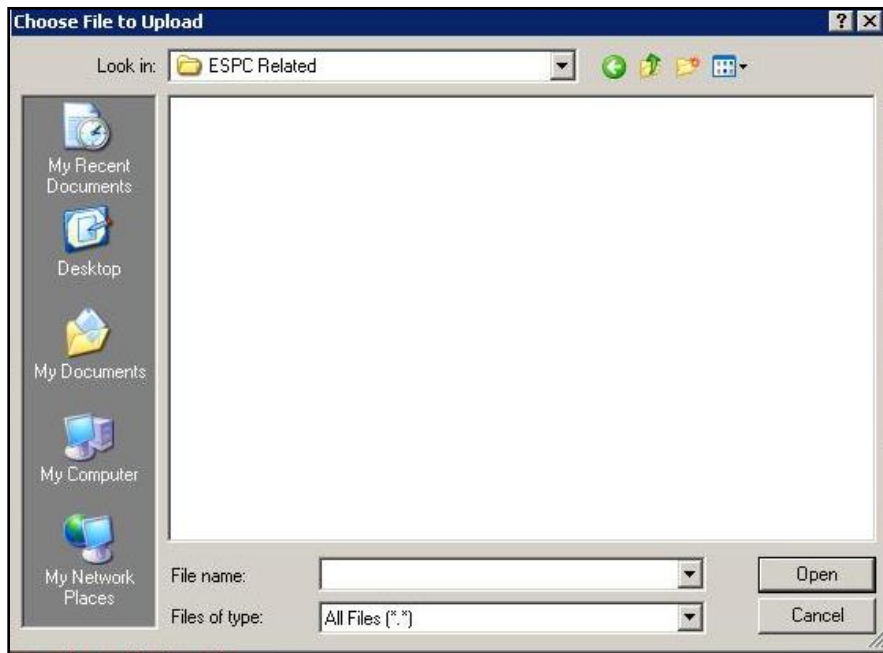 Choose File to Upload
Look in: ESPC Related
My Recent
Documents
Desktop
My Documents
My Computer
My Network
Places
File name:
Open
Files of type: All Files (*.*)
Cancel